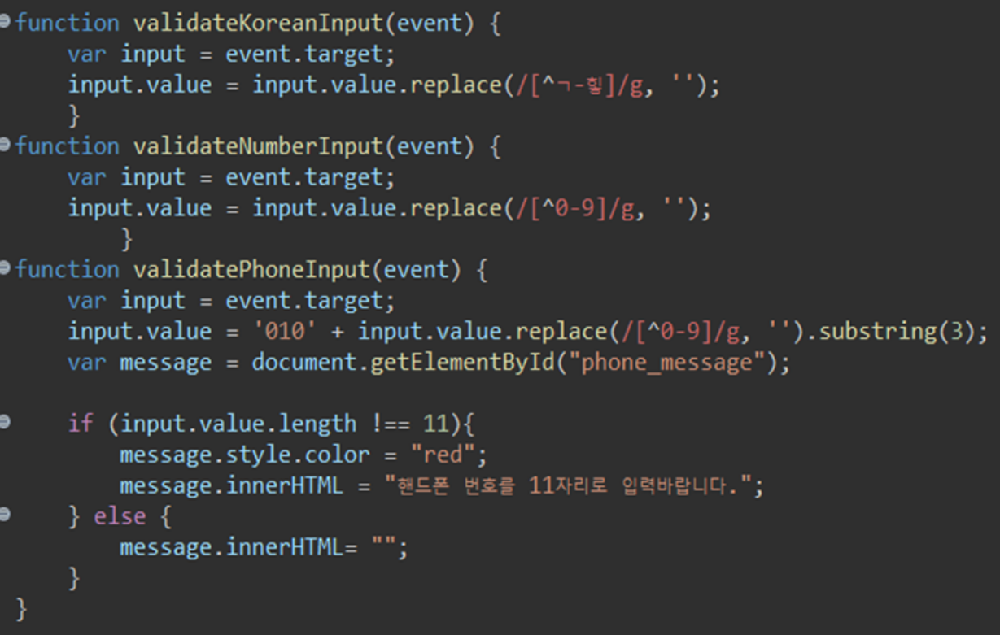 function validateKoreanInput(event) {
var input = event.target;
input.value = input.value.replace(/[^ㄱ-힣]/g, '');
}
function validateNumberInput(event) {
var input = event.target;
input.value = input.value.replace(/[^0-9]/g, '');
}
function validatePhoneInput(event) {
var input = event.target;
input.value = '010' + input.value.replace(/[^0-9]/g, '').substring(3);
var message = document.getElementById("phone_message");
if (input.value.length !== 11){
message.style.color = "red";
message.innerHTML = "핸드폰 번호를 11자리로 입력바랍니다.";
} else {
message.innerHTML= "";
}
}